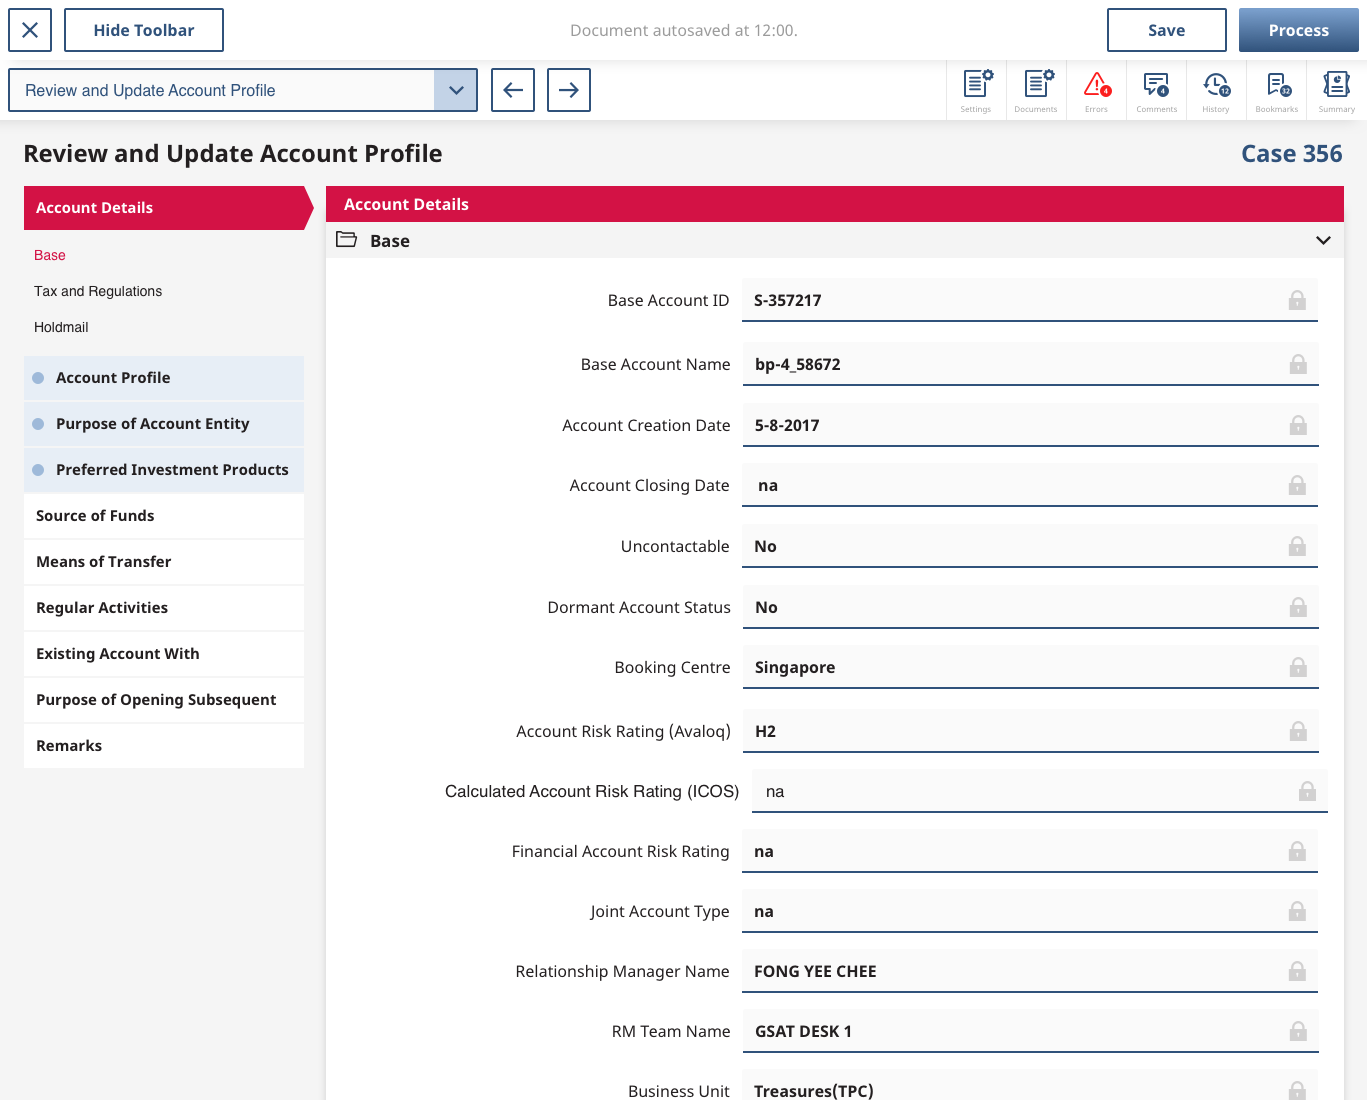 Hide Toolbar
Document autosaved at 12:00.
Save
Process
Review and Update Account Profile
Settings
Documents
4
Errors
4
Comments
12
History
32
Bookmarks
Summary
Review and Update Account Profile
Case 356
Account Details
Base
Tax and Regulations
Holdmail
Account Profile
Purpose of Account Entity
Preferred Investment Products
Source of Funds
Means of Transfer
Regular Activities
Existing Account With
Purpose of Opening Subsequent
Remarks
Account Details
Base
Base Account ID S-357217
Base Account Name bp-4_58672
Account Creation Date 5-8-2017
Account Closing Date na
Uncontactable No
Dormant Account Status No
Booking Centre Singapore
Account Risk Rating (Avaloq) H2
Calculated Account Risk Rating (ICOS) na
Financial Account Risk Rating na
Joint Account Type na
Relationship Manager Name FONG YEE CHEE
RM Team Name GSAT DESK 1
Business Unit Treasures(TPC)